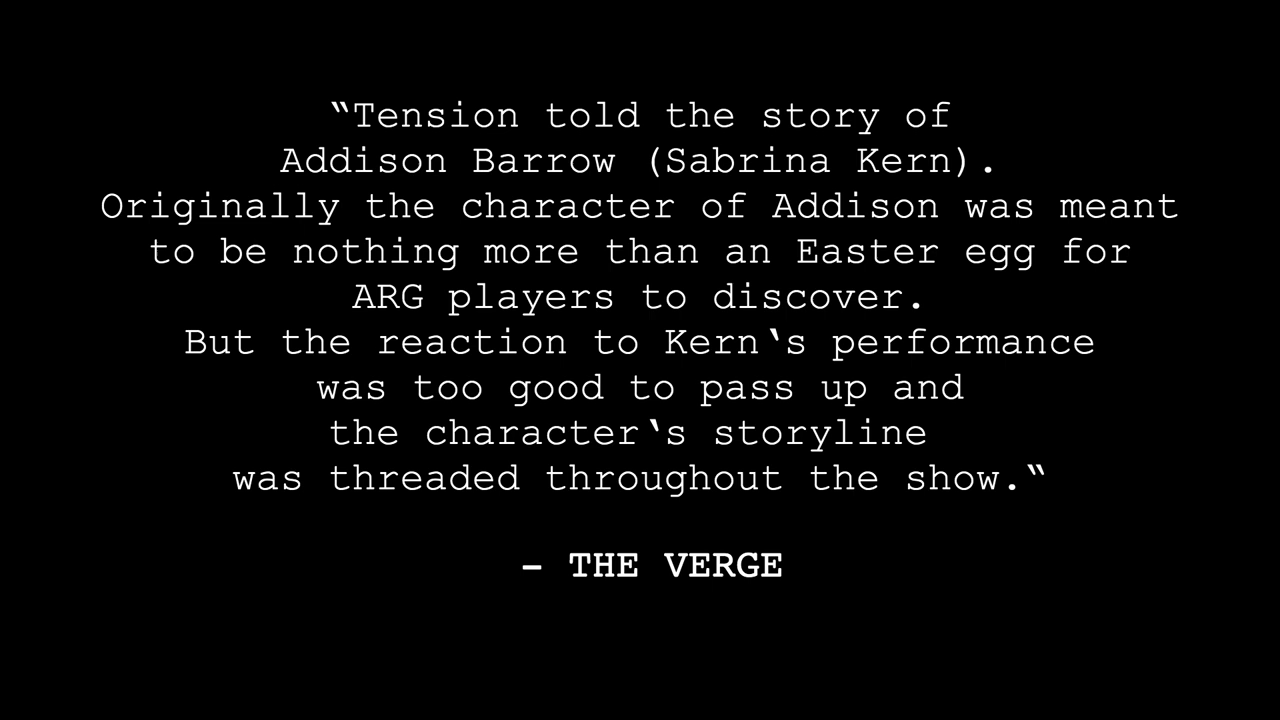 ‟Tension told the story of
Addison Barrow (Sabrina Kern).
Originally the character of Addison was meant
to be nothing more than an Easter egg for
ARG players to discover.
But the reaction to Kern‛s performance
was too good to pass up and
the character‛s storyline
was threaded throughout the show.‟

– THE VERGE